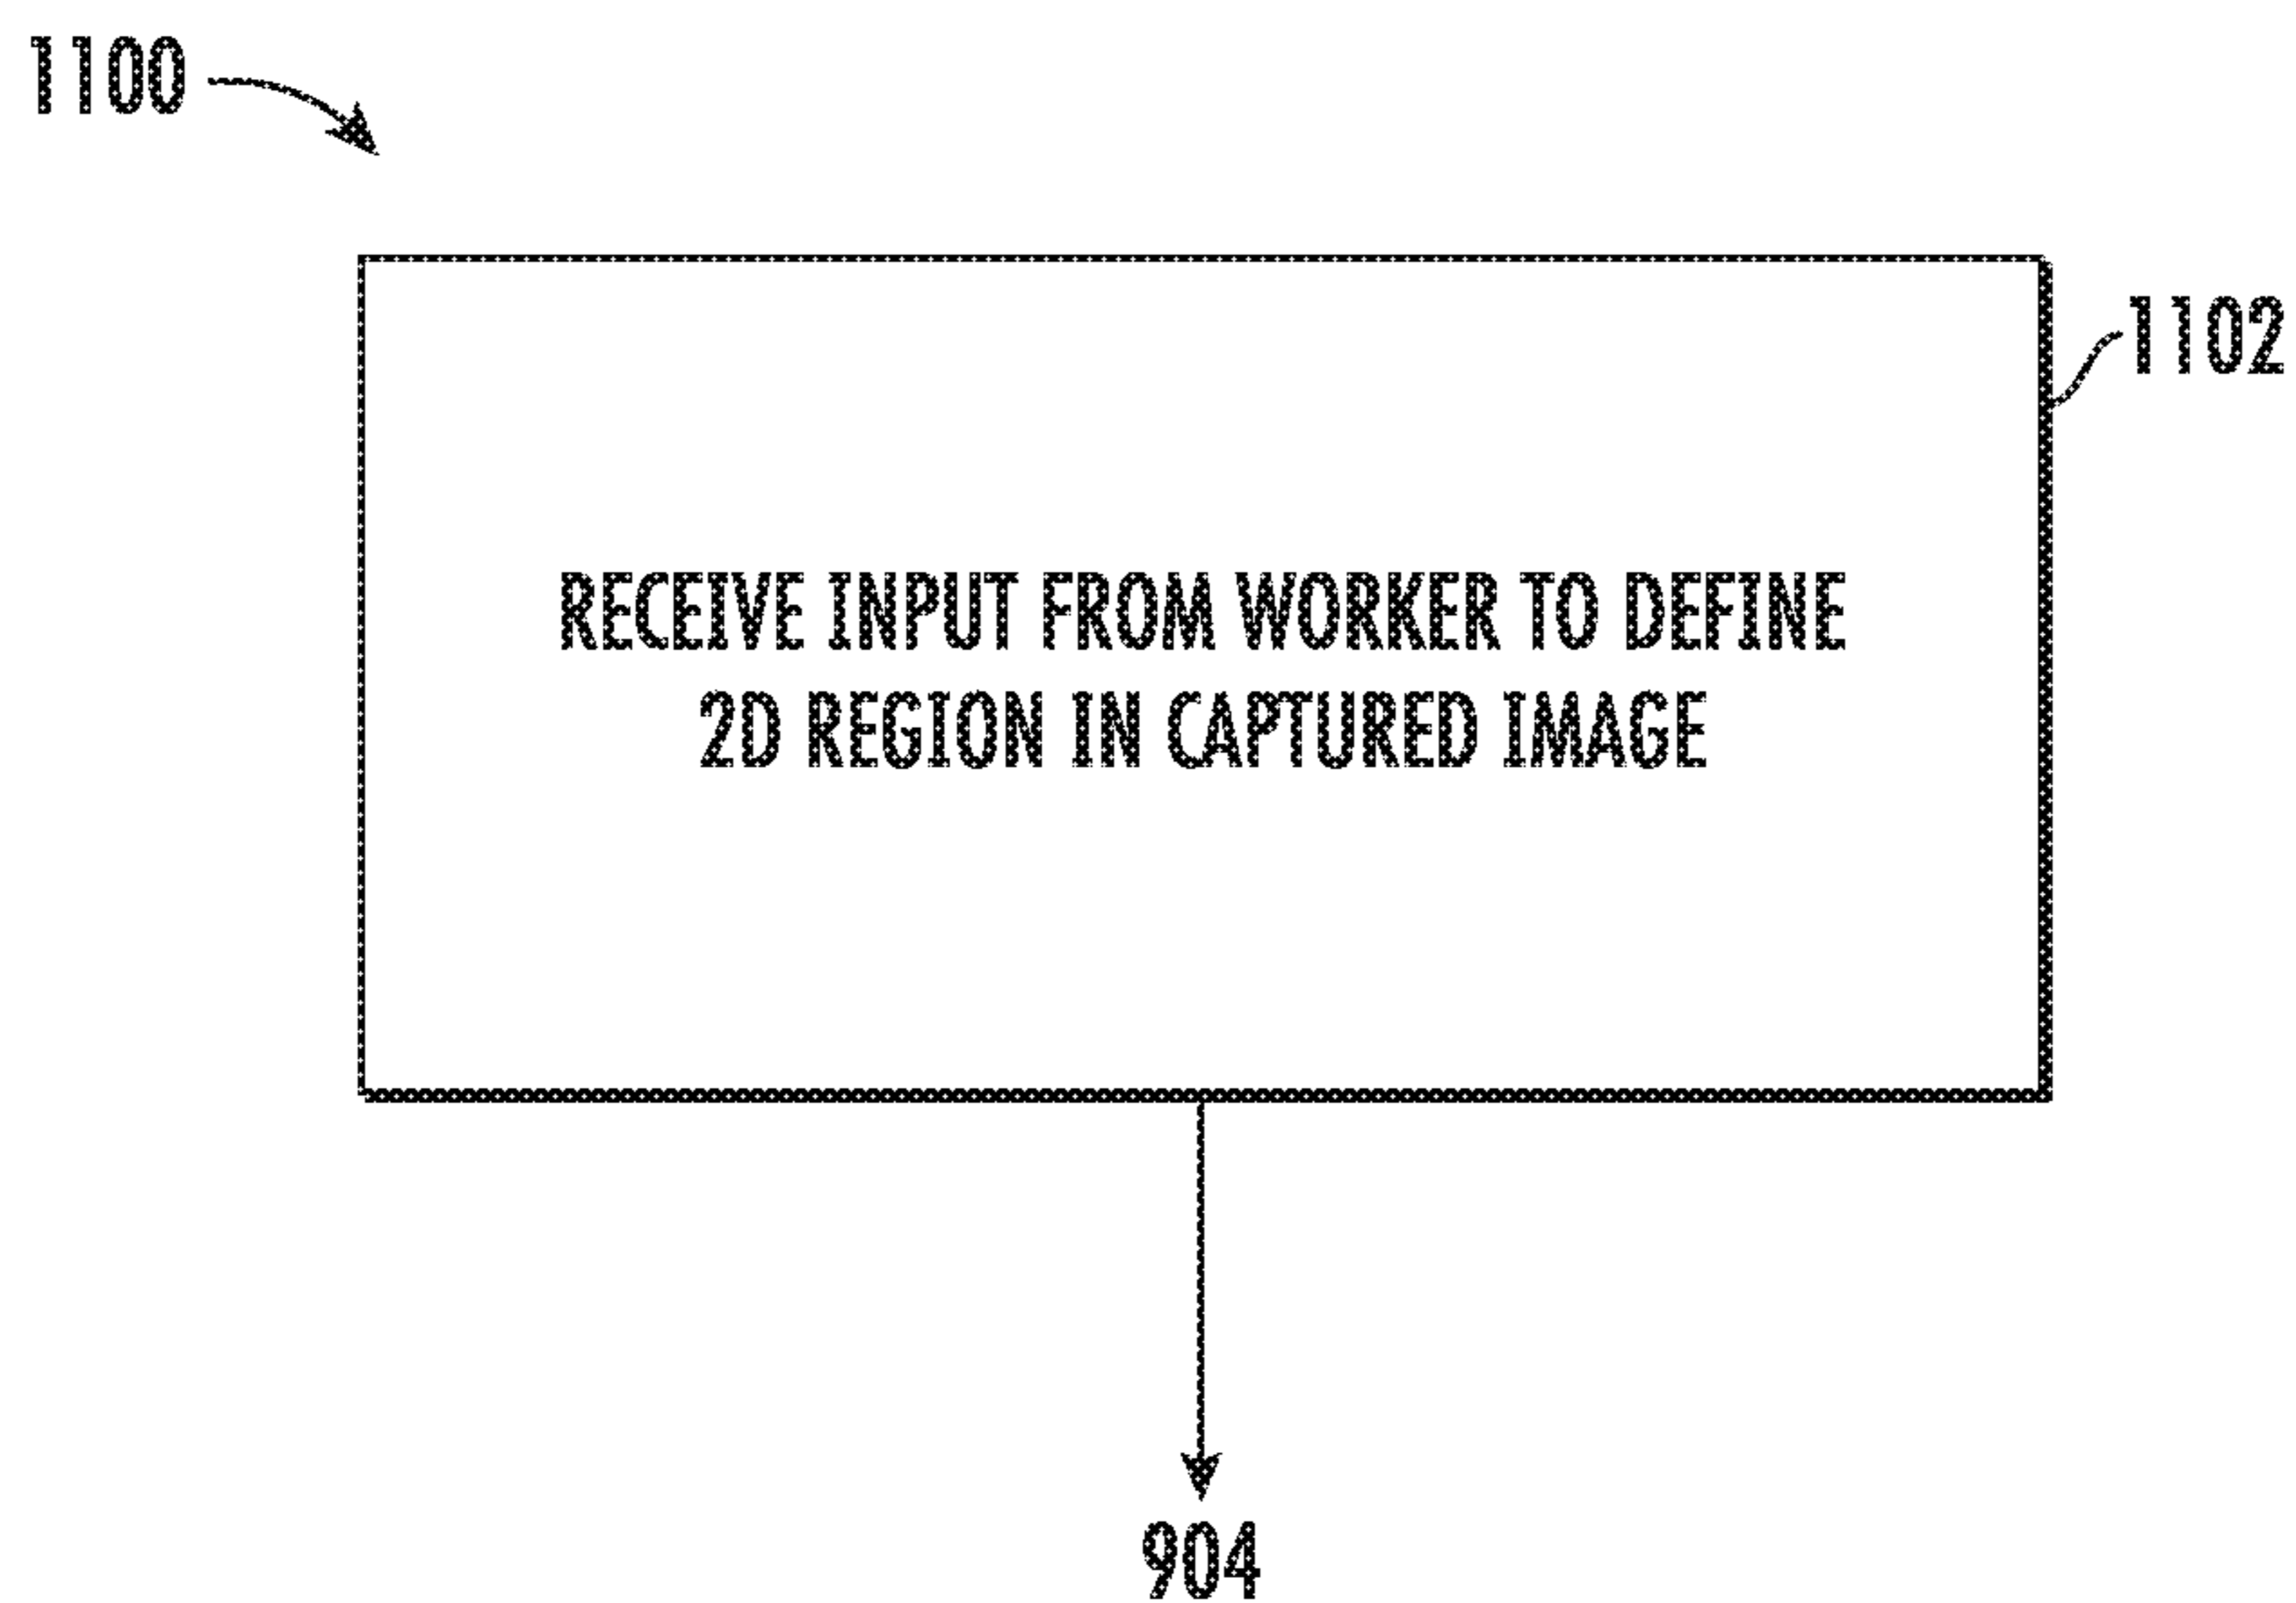 1100
1102
RECEIVE INPUT FROM WORKER TO DEFINE
2D REGION IN CAPTURED IMAGE
904